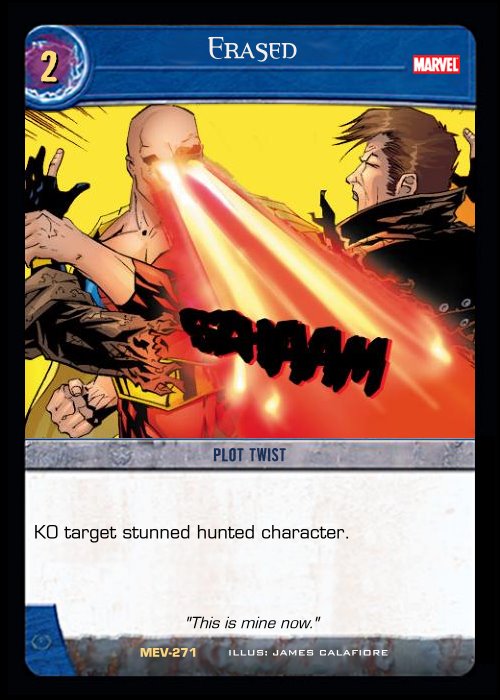 2
Erased
MARVEL
SZHAAM
PLOT TWIST
KO target stunned hunted character.
"This is mine now."
MEV-271 ILLUS: JAMES CALAFIORE